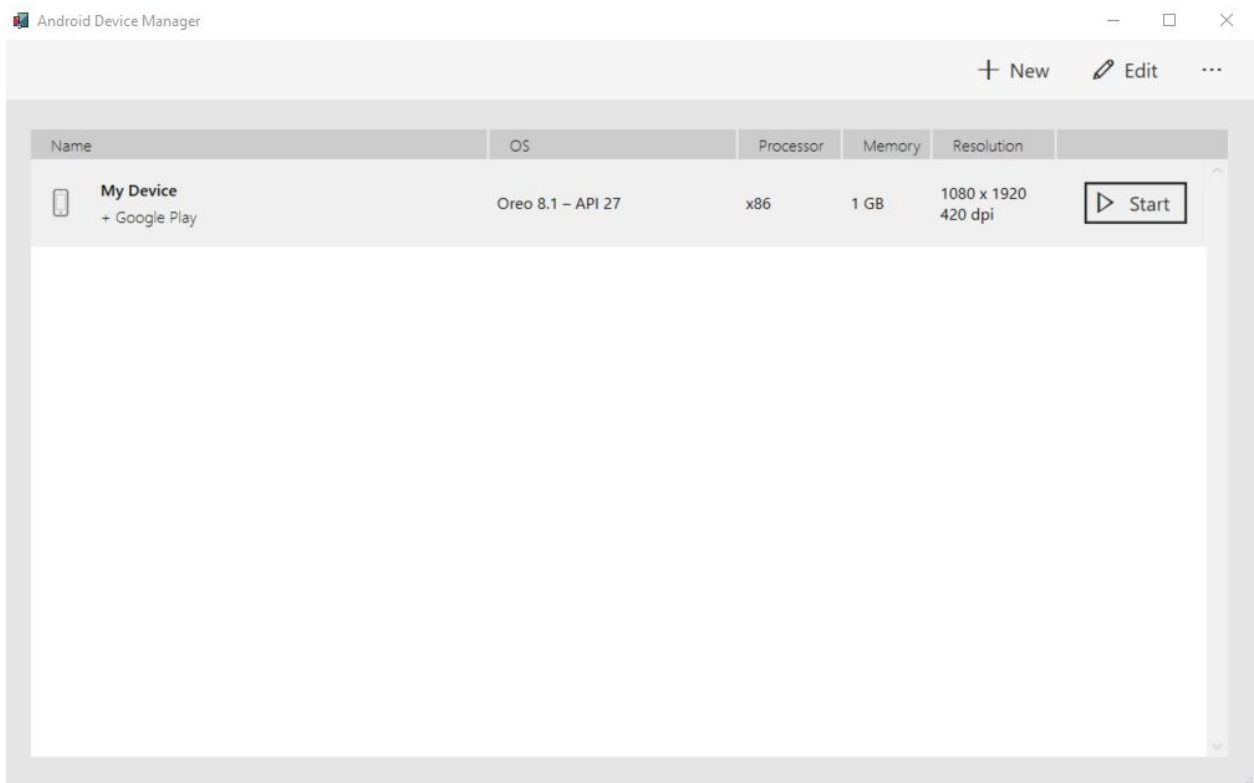 Android Device Manager
+ New Edit ...
Name OS Processor Memory Resolution
My Device
+ Google Play
Oreo 8.1 – API 27
x86
1 GB
1080 x 1920
420 dpi
Start